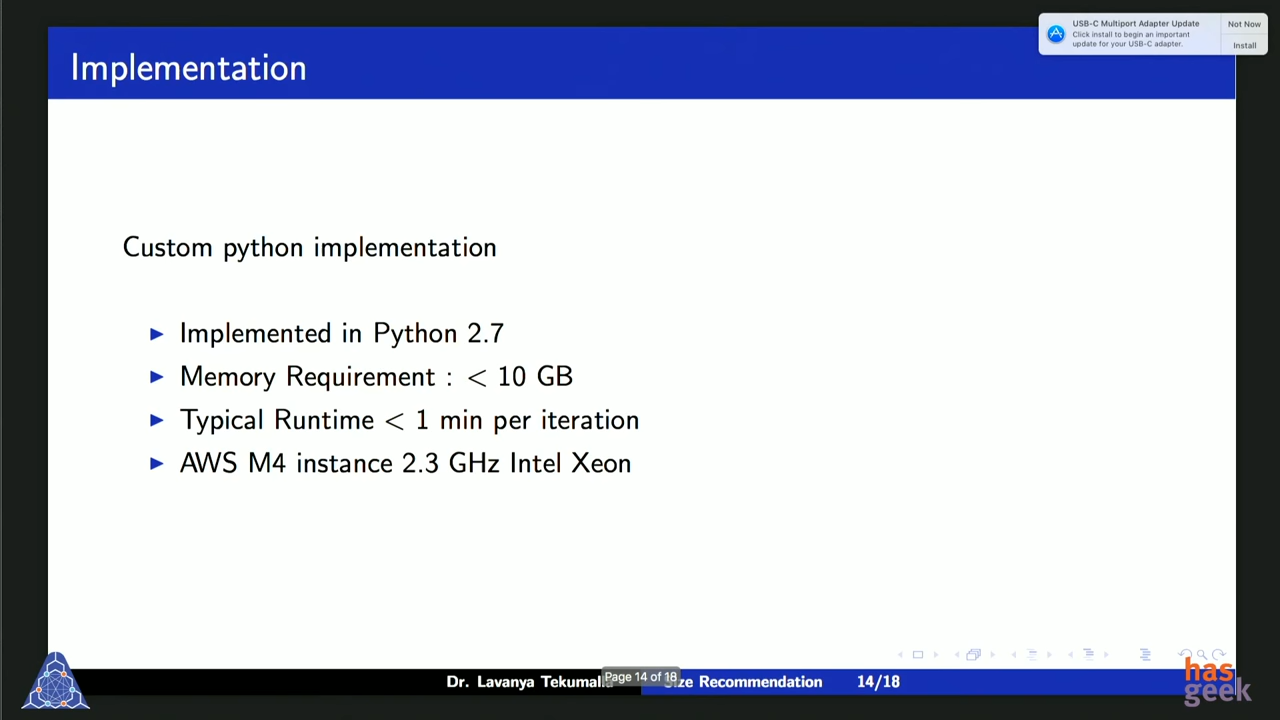 Implementation
USB-C Multiport Adapter Update
Click install to begin an important
update for your USB-C adapter.
Not Now
Install
Custom python implementation
Implemented in Python 2.7
Memory Requirement : < 10 GB
Typical Runtime < 1 min per iteration
AWS M4 instance 2.3 GHz Intel Xeon
Dr. Lavanya
Page 14 of 18
Recommendation 14/18
has
geek